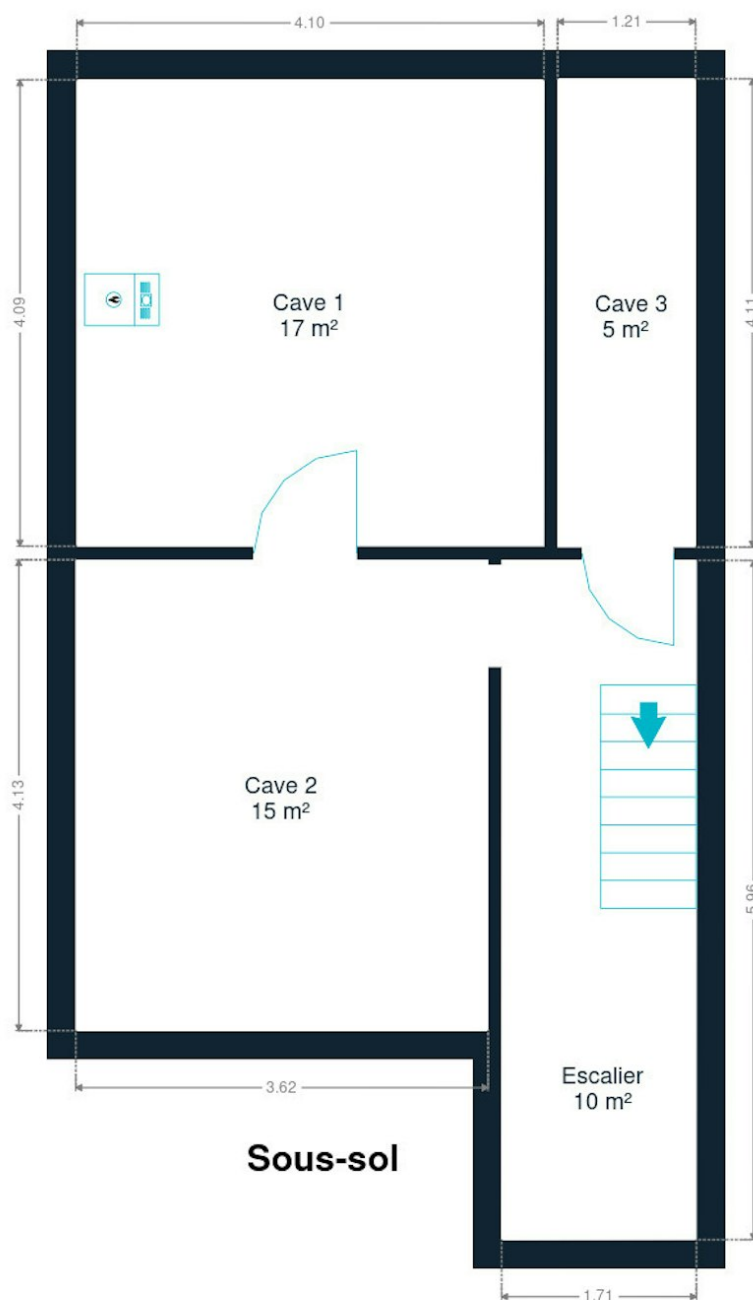 4.10
1.21
4.09
4.11
Cave 1
17 m²
Cave 3
5 m²
4.13
5.96
Cave 2
15 m²
Escalier
10 m²
3.62
Sous-sol
1.71